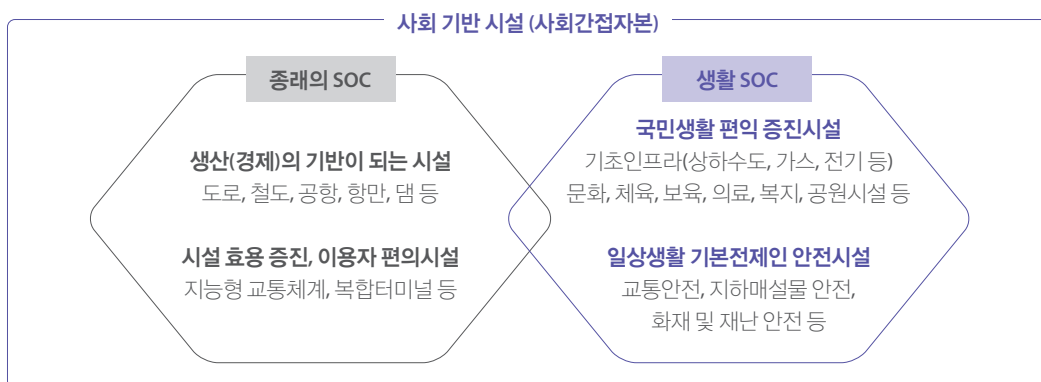 사회 기반 시설 (사회간접자본)
종래의 SOC
생산(경제)의 기반이 되는 시설
도로, 철도, 공항, 항만, 댐 등
시설 효용 증진, 이용자 편의시설
지능형 교통체계, 복합터미널 등
생활 SOC
국민생활 편익 증진시설
기초인프라(상하수도, 가스, 전기 등)
문화, 체육, 보육, 의료, 복지, 공원시설 등
일상생활 기본전제인 안전시설
교통안전, 지하매설물 안전,
화재 및 재난 안전 등